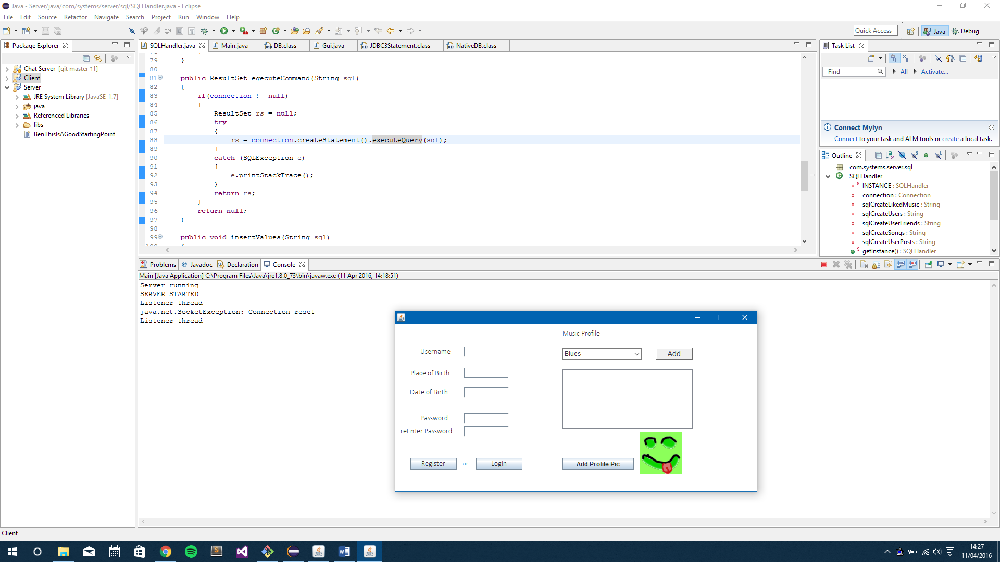 Java - Server/java/com/systems/server/sql/SQLHandler.java - Eclipse
File Edit Source Refactor Navigate Search Project Run Window Help
Quick Access Java Debug
Package Explorer
Chat Server [git master ↑1]
Client
Server
JRE System Library [JavaSE-1.7]
java
Referenced Libraries
libs
BenThisIsAGoodStartingPoint
SQLHandler.java Main.java DB.class Gui.java JDBC3Statement.class NativeDB.class
79 }
80
81 public ResultSet eqecuteCommand(String sql)
82 {
83 if(connection != null)
84 {
85 ResultSet rs = null;
86 try
87 {
88 rs = connection.createStatement().executeQuery(sql);
89 }
90 catch (SQLException e)
91 {
92 e.printStackTrace();
93 }
94 return rs;
95 }
96 return null;
97 }
98
99 public void insertValues(String sql)
Task List
Find All Activate...
Connect Mylyn
Connect to your task and ALM tools or create a local task.
Outline
com.systems.server.sql
SQLHandler
INSTANCE : SQLHandler
connection : Connection
sqlCreateLikedMusic : String
sqlCreateUsers : String
sqlCreateUserFriends : String
sqlCreateSongs : String
sqlCreateUserPosts : String
getInstance() : SQLHandler
Problems Javadoc Declaration Console
Main [Java Application] C:\Program Files\Java\jre1.8.0_73\bin\javaw.exe (11 Apr 2016, 14:18:51)
Server running
SERVER STARTED
Listener thread
java.net.SocketException: Connection reset
Listener thread
Music Profile
Username
Blues Add
Place of Birth
Date of Birth
Password
reEnter Password
Register or Login
Add Profile Pic
Client
14:27
11/04/2016